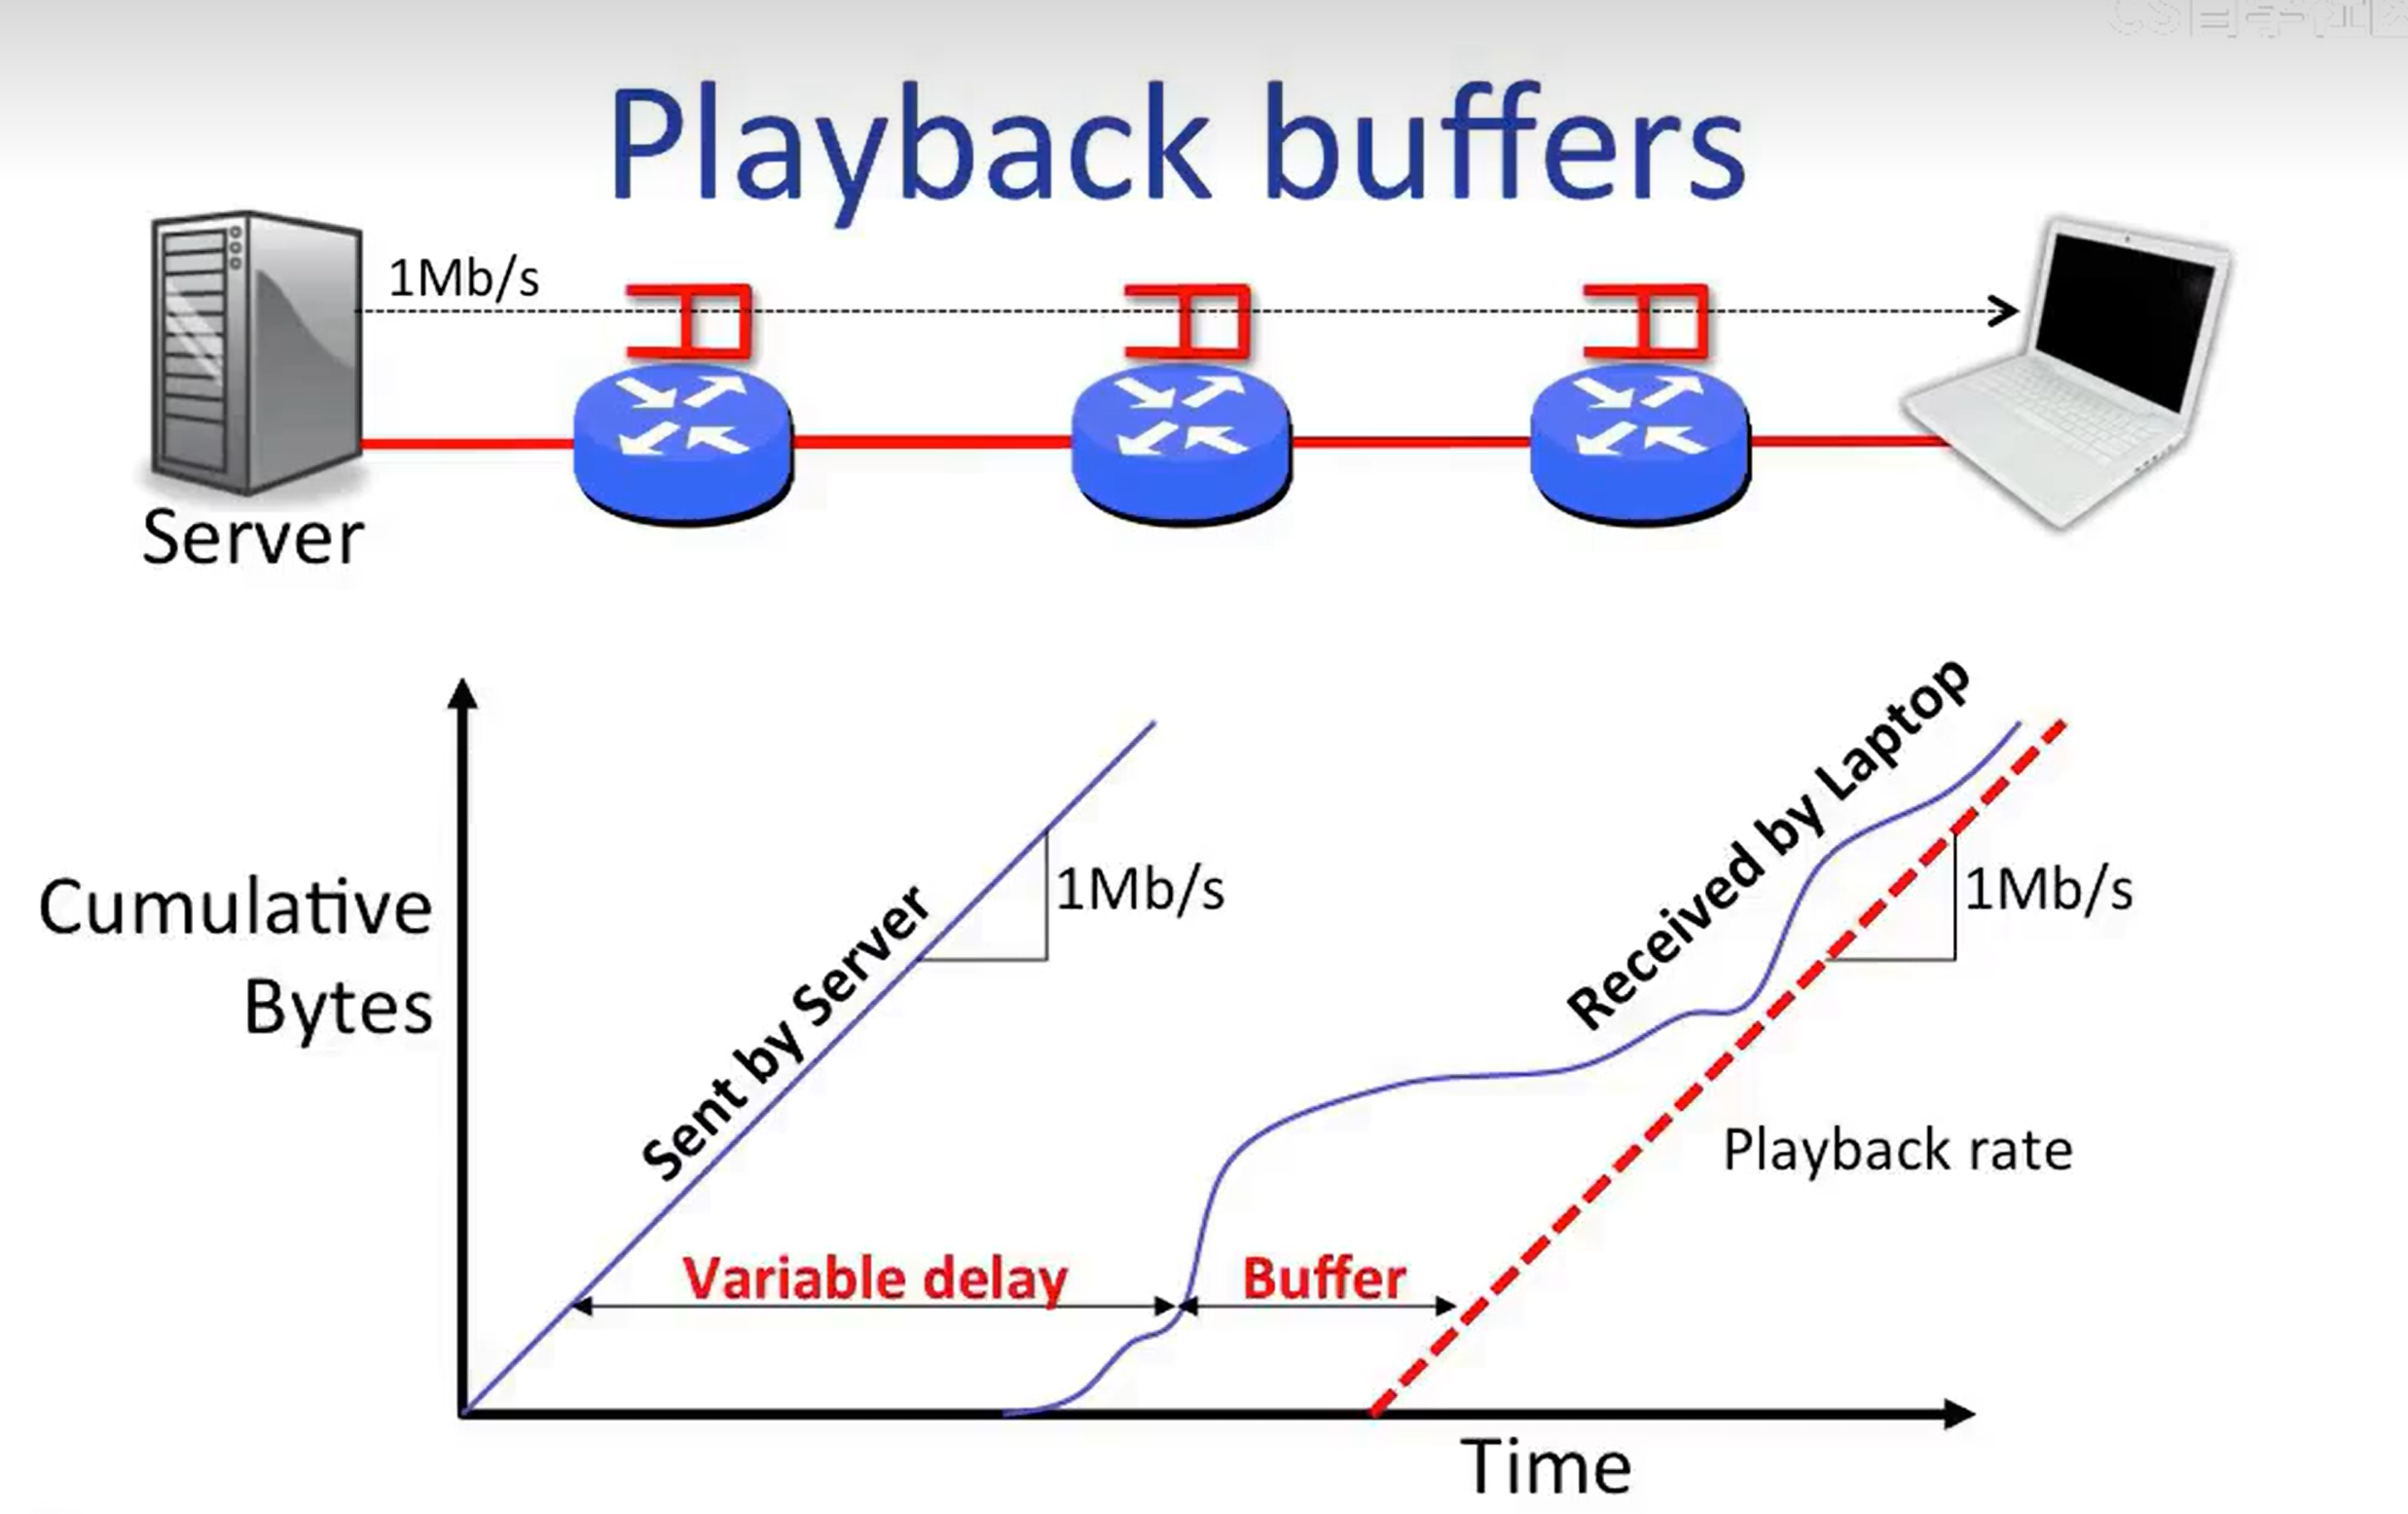 Playback buffers
1Mb/s
Server
Cumulative
Bytes
Sent by Server
1Mb/s
Received by Laptop
1Mb/s
Playback rate
Variable delay
Buffer
Time